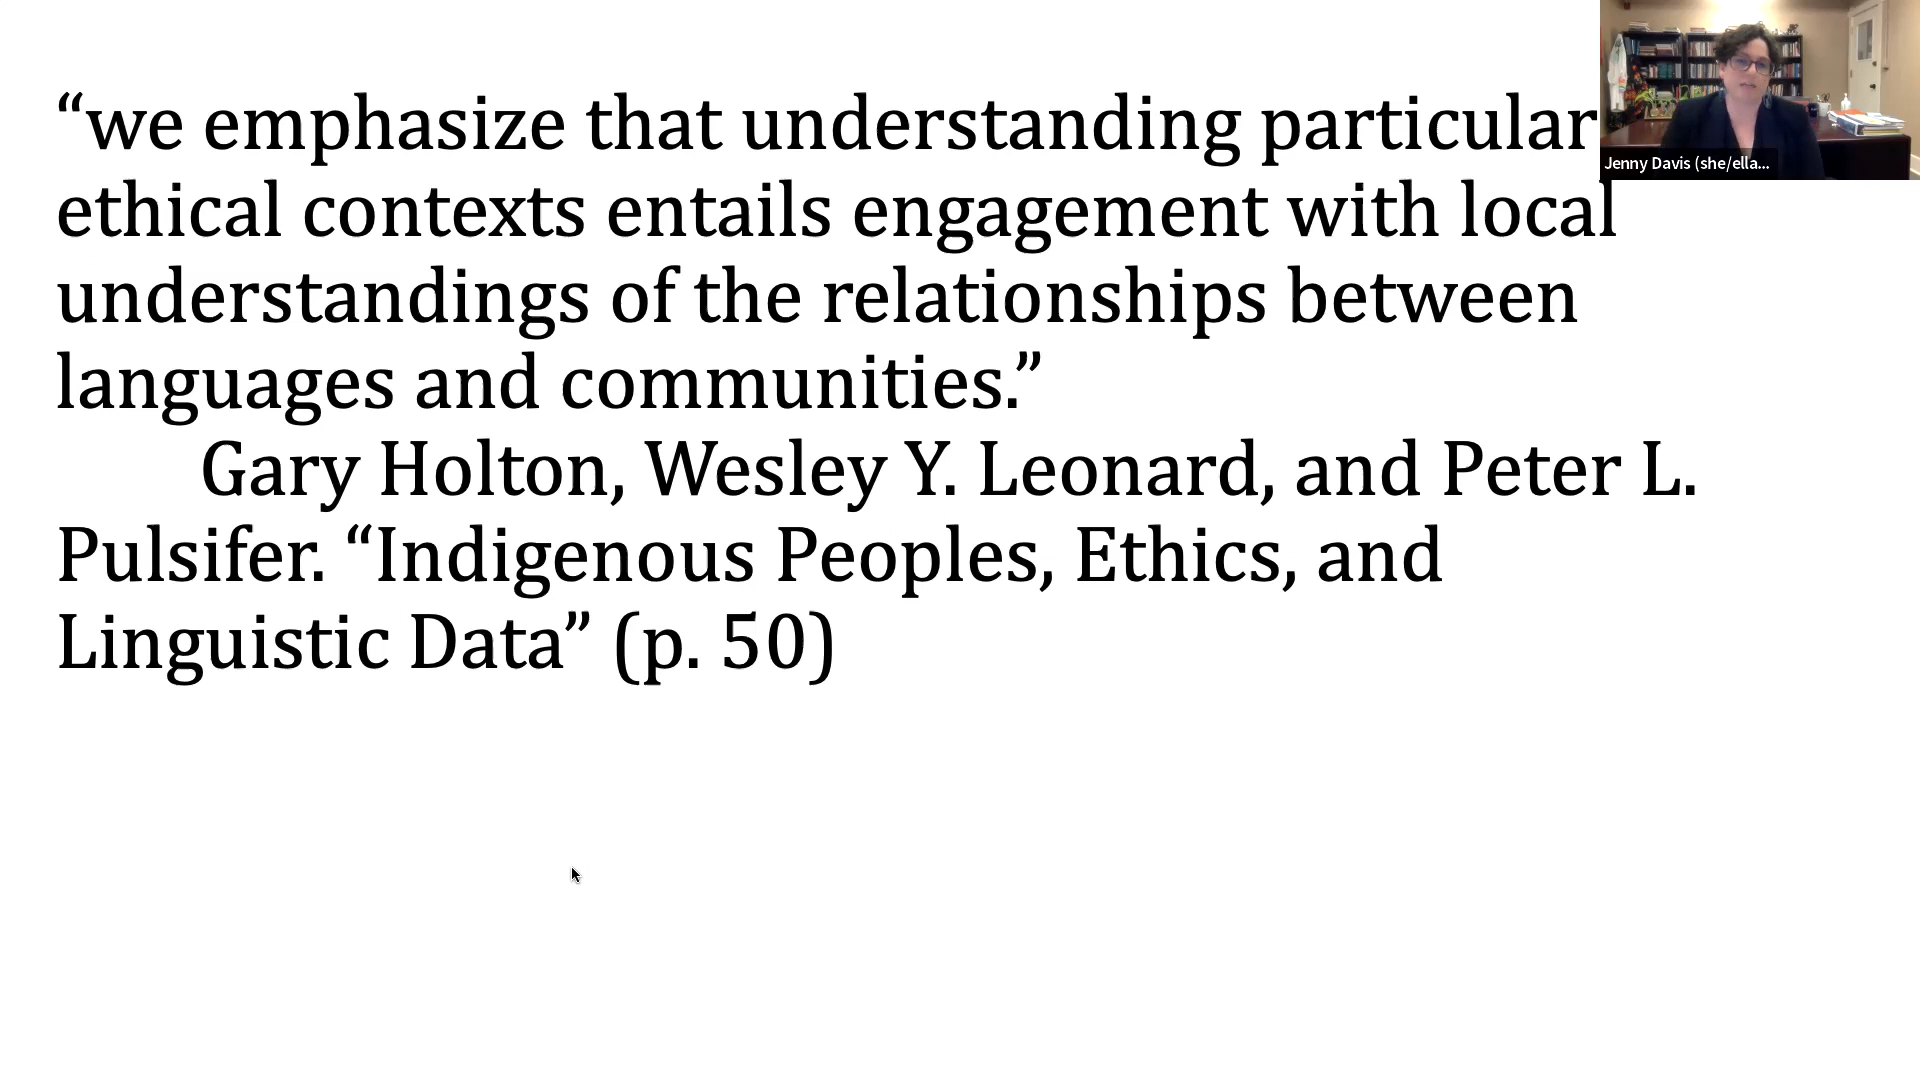 “we emphasize that understanding particular
ethical contexts entails engagement with local
understandings of the relationships between
languages and communities.”
Gary Holton, Wesley Y. Leonard, and Peter L.
Pulsifer. “Indigenous Peoples, Ethics, and
Linguistic Data” (p. 50)
Jenny Davis (she/ella...